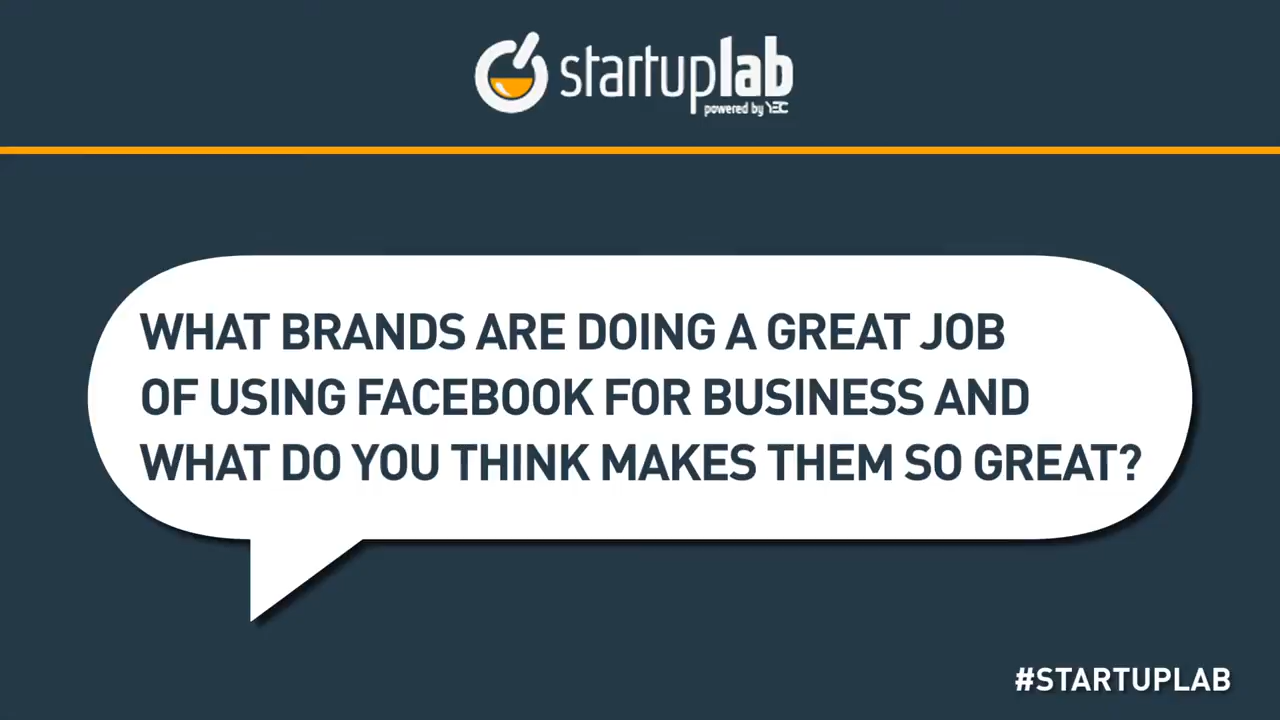 startuplab
powered by YEC
WHAT BRANDS ARE DOING A GREAT JOB
OF USING FACEBOOK FOR BUSINESS AND
WHAT DO YOU THINK MAKES THEM SO GREAT?
#STARTUPLAB